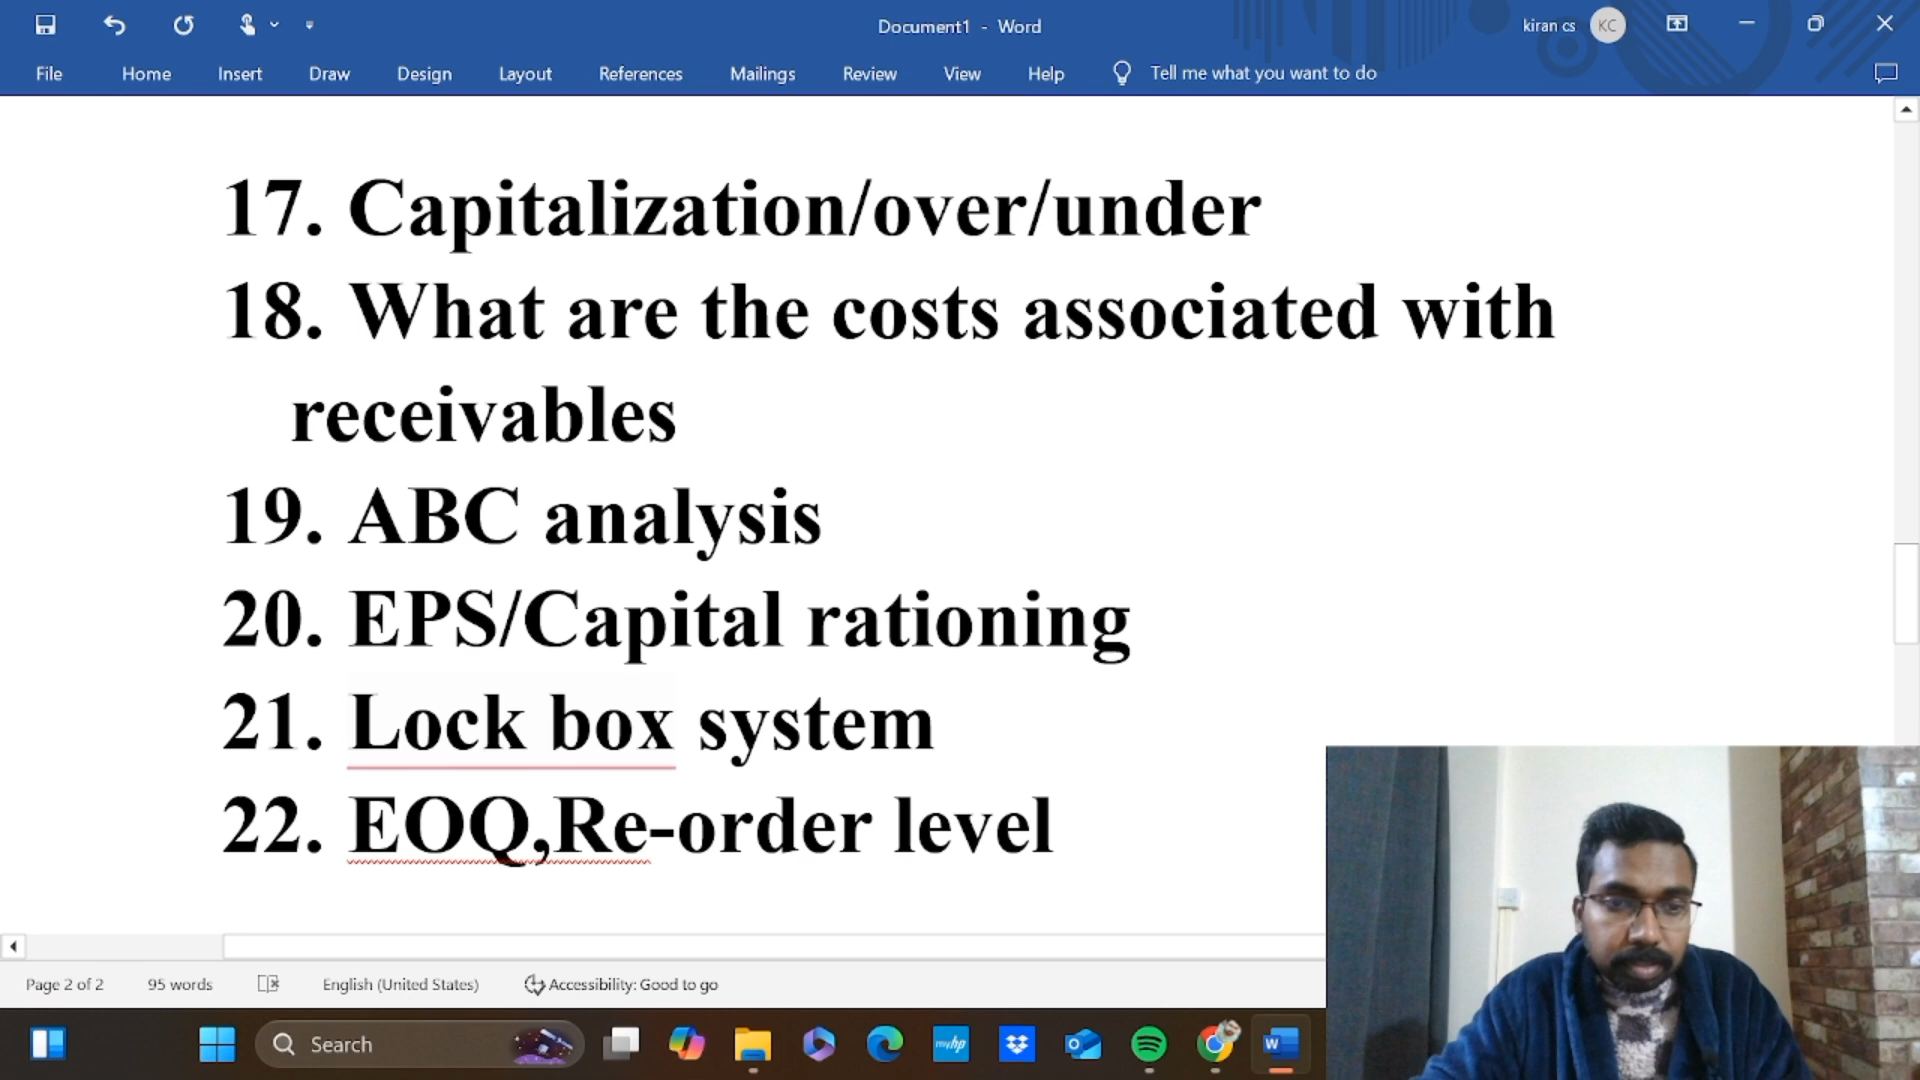 Document1 - Word
kiran cs
KC
File
Home
Insert
Draw
Design
Layout
References
Mailings
Review
View
Help
Tell me what you want to do
17. Capitalization/over/under
18. What are the costs associated with
receivables
19. ABC analysis
20. EPS/Capital rationing
21. Lock box system
22. EOQ,Re-order level
Page 2 of 2
95 words
English (United States)
Accessibility: Good to go
Search
myhp
W